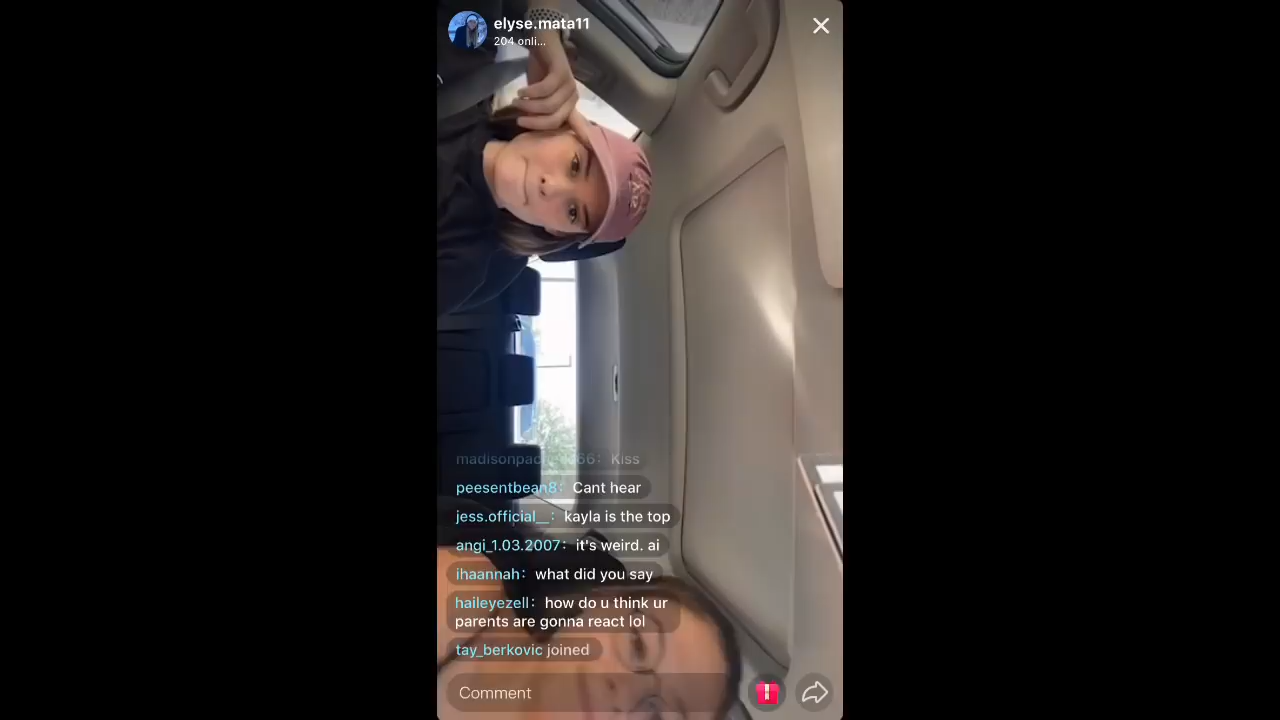 elyse.mata11
204 onli...
Kiss
peesentbean8: Cant hear
jess.official__: kayla is the top
angi_1.03.2007: it's weird. ai
ihaannah: what did you say
haileyezell: how do u think ur
parents are gonna react lol
tay_berkovic joined
Comment